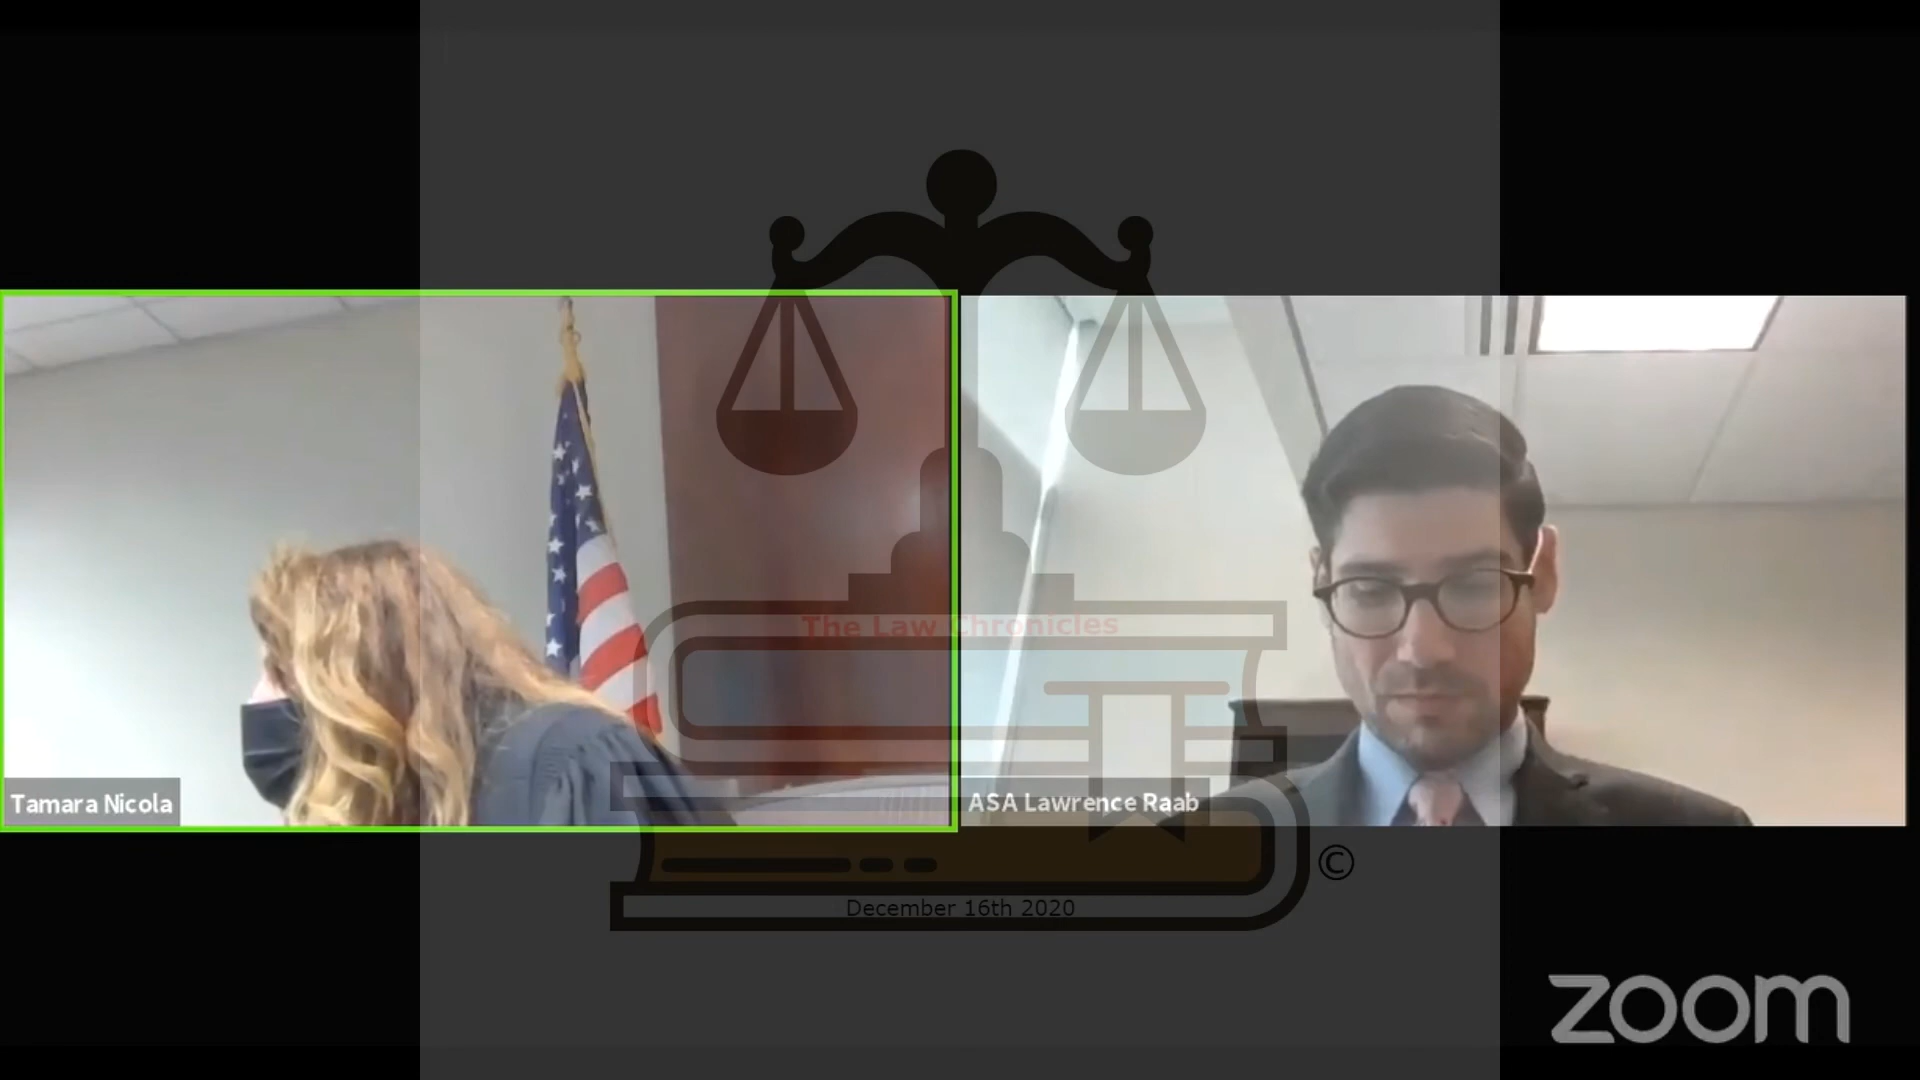 The Law Chronicles
Tamara Nicola
ASA Lawrence Raab
©
December 16th 2020
zoom